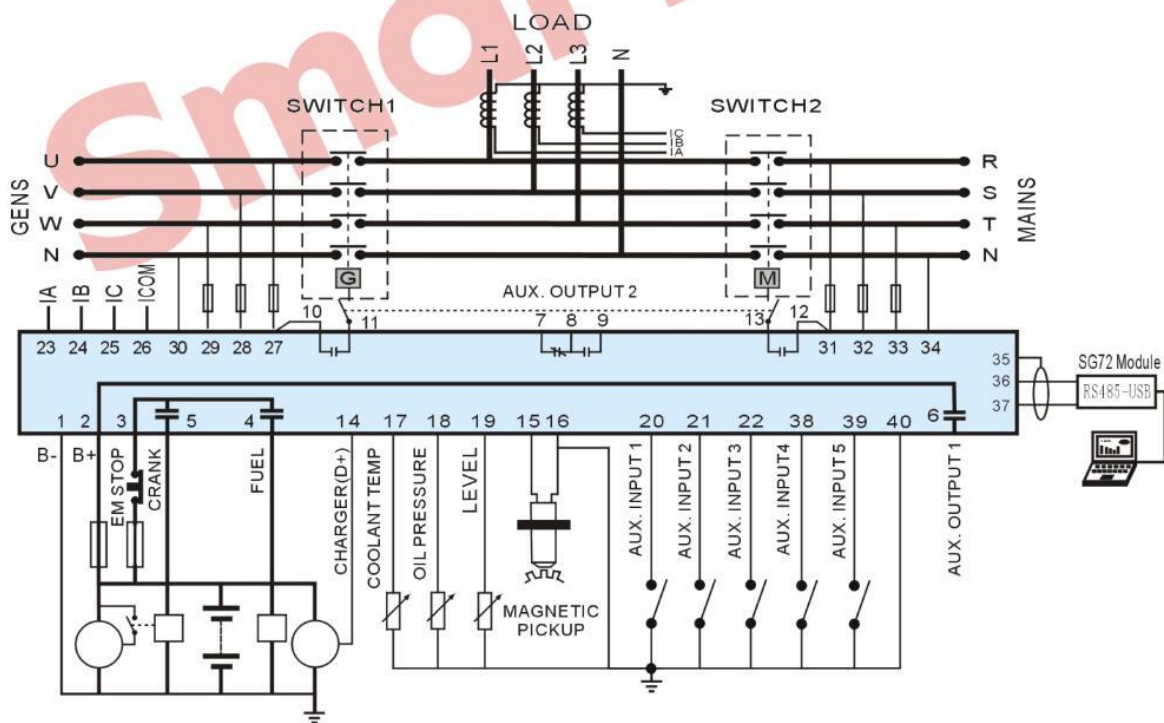 Smar
LOAD
L1 L2 L3 N
SWITCH1
SWITCH2
IC
IB
IA
GENS
U
V
W
N
R
S
T
N
MAINS
G
M
AUX. OUTPUT 2
IA IB IC ICOM
10 11 7 8 9 13 12
23 24 25 26 30 29 28 27 31 32 33 34
35
36
37
SG72 Module
RS485-USB
1 2 3 5 4 14 17 18 19 15 16 20 21 22 38 39 40 6
B- B+
EM STOP
CRANK
FUEL
CHARGER(D+)
COOLANT TEMP
OIL PRESSURE
LEVEL
MAGNETIC
PICKUP
AUX. INPUT 1
AUX. INPUT 2
AUX. INPUT 3
AUX. INPUT 4
AUX. INPUT 5
AUX. OUTPUT 1